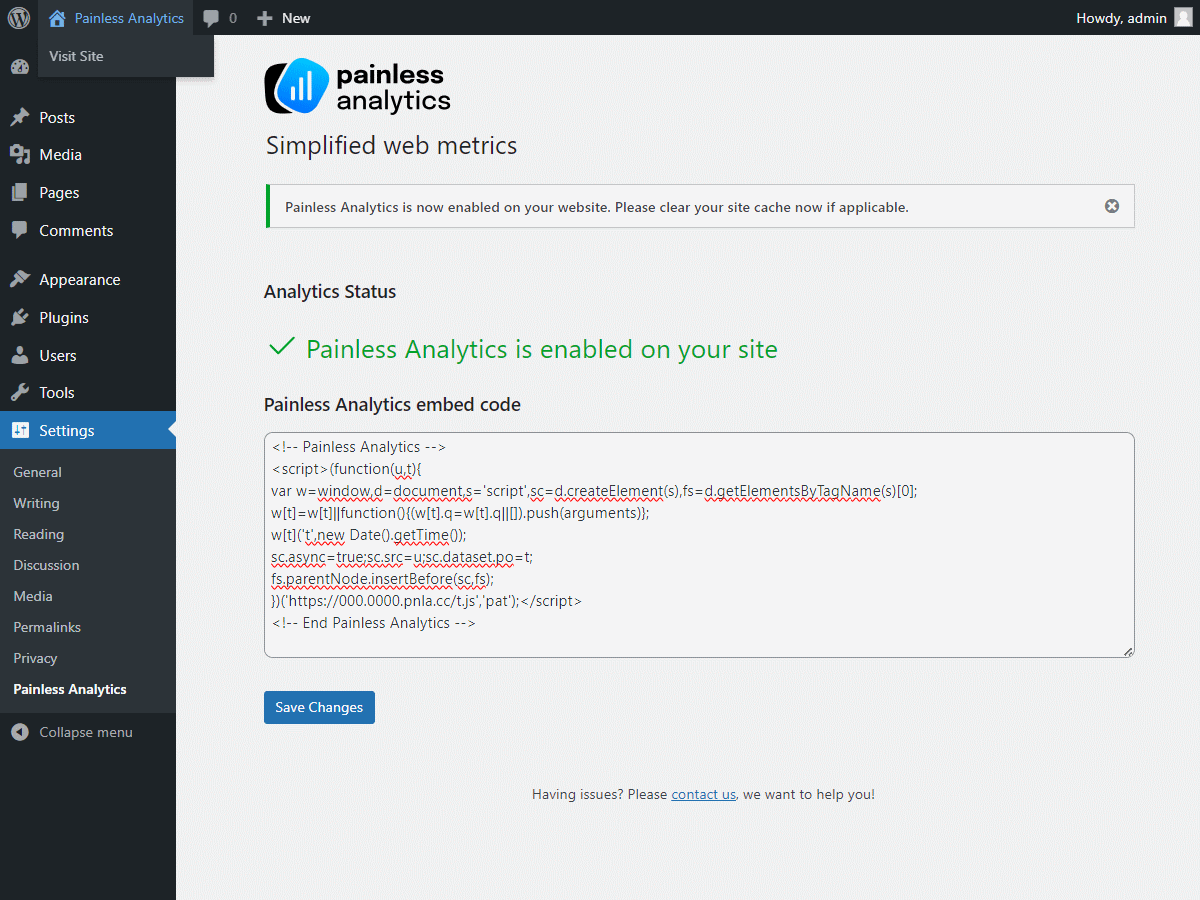 Painless Analytics
0
New
Howdy, admin
Visit Site
Posts
Media
Pages
Comments
Appearance
Plugins
Users
Tools
Settings
General
Writing
Reading
Discussion
Media
Permalinks
Privacy
Painless Analytics
Collapse menu
painless
analytics
Simplified web metrics
Painless Analytics is now enabled on your website. Please clear your site cache now if applicable.
Analytics Status
Painless Analytics is enabled on your site
Painless Analytics embed code
<!-- Painless Analytics -->
<script>(function(u,t){
var w=window,d=document,s='script',sc=d.createElement(s),fs=d.getElementsByTagName(s)[0];
w[t]=w[t]||function(){(w[t].q=w[t].q||[]).push(arguments)};
w[t]('t',new Date().getTime());
sc.async=true;sc.src=u;sc.dataset.po=t;
fs.parentNode.insertBefore(sc,fs);
})('https://000.0000.pnla.cc/t.js','pat');</script>
<!-- End Painless Analytics -->
Save Changes
Having issues? Please contact us, we want to help you!